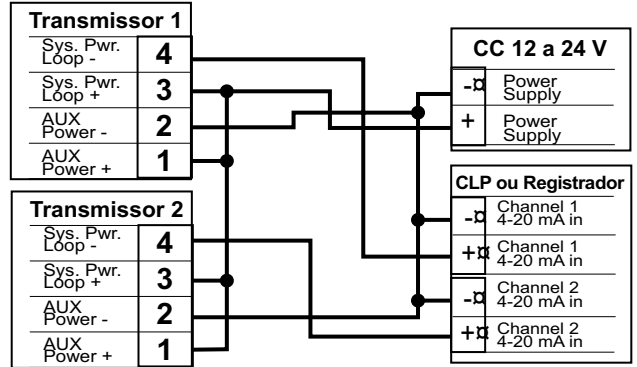 Transmissor 1
Sys. Pwr.
Loop -
4
Sys. Pwr.
Loop +
3
AUX
Power -
2
AUX
Power +
1
Transmissor 2
Sys. Pwr.
Loop -
4
Sys. Pwr.
Loop +
3
AUX
Power -
2
AUX
Power +
1
CC 12 a 24 V
-¤ Power
Supply
+ Power
Supply
CLP ou Registrador
-¤ Channel 1
4-20 mA in
+¤ Channel 1
4-20 mA in
-¤ Channel 2
4-20 mA in
+¤ Channel 2
4-20 mA in